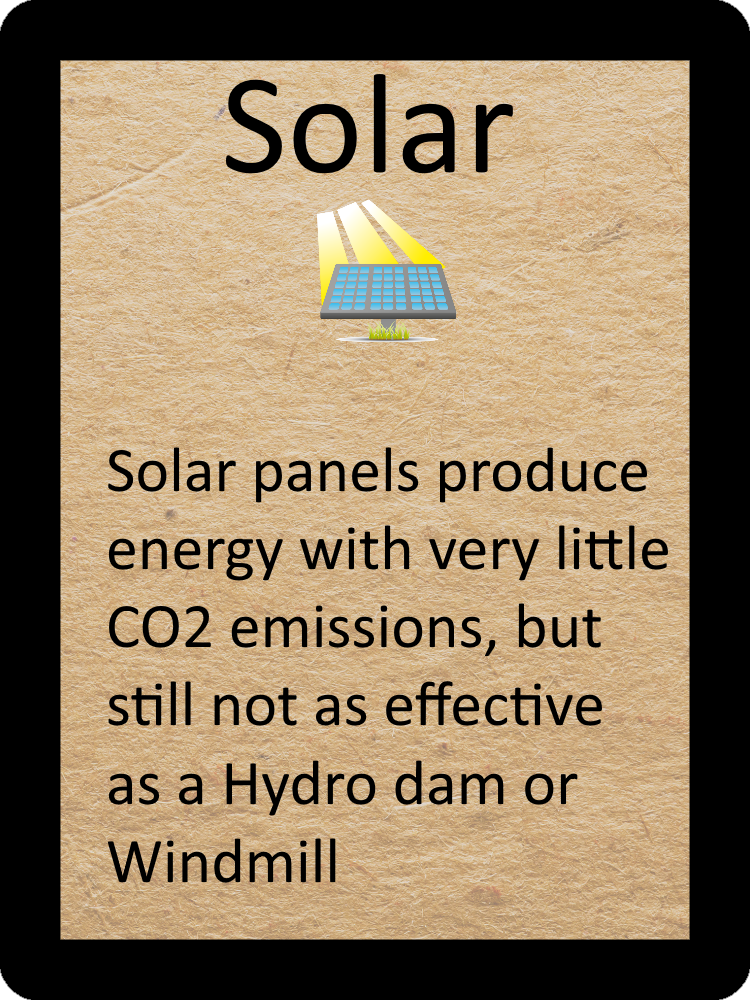 Solar
Solar panels produce
energy with very little
CO2 emissions, but
still not as effective
as a Hydro dam or
Windmill